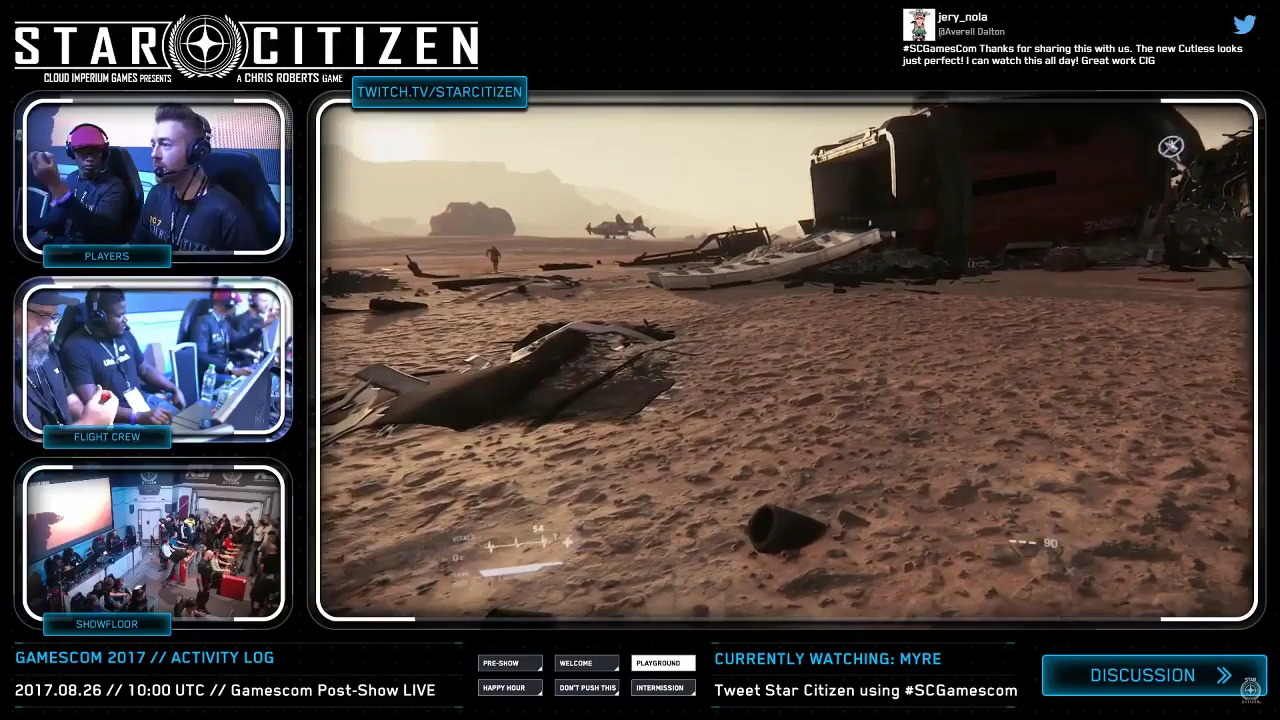 STAR CITIZEN
CLOUD IMPERIUM GAMES PRESENTS
A CHRIS ROBERTS GAME
jery_nola
@Averell Dalton
#SCGamesCom Thanks for sharing this with us. The new Cutless looks
just perfect! I can watch this all day! Great work CIG
TWITCH.TV/STARCITIZEN
PLAYERS
FLIGHT CREW
SHOWFLOOR
VITALS
54
90
GAMESCOM 2017 // ACTIVITY LOG
2017.08.26 // 10:00 UTC // Gamescom Post-Show LIVE
PRE-SHOW
WELCOME
PLAYGROUND
HAPPY HOUR
DON'T PUSH THIS
INTERMISSION
CURRENTLY WATCHING: MYRE
Tweet Star Citizen using #SCGamescom
DISCUSSION